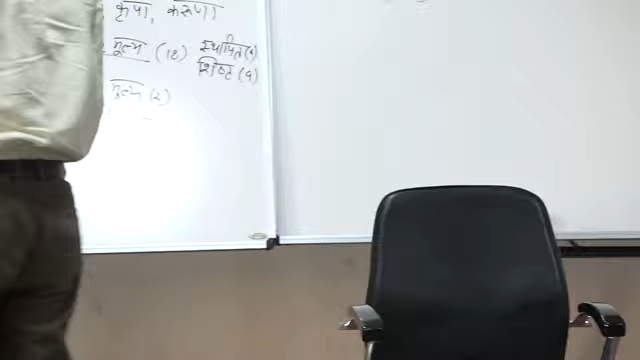 कृपा, करूणा
मूल्य (18) स्थापित (9)
शिष्ट (9)
मूल्य (2)